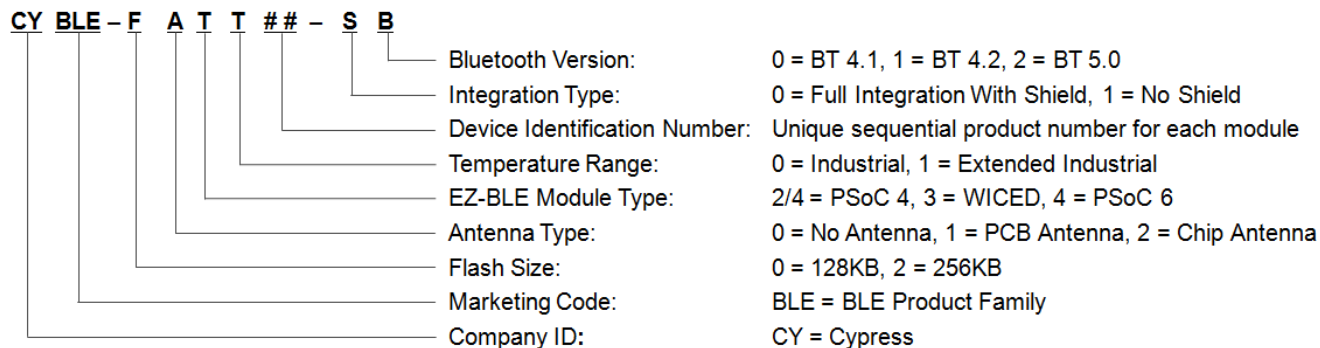 CY BLE – F A T T ## – S B
Bluetooth Version: 0 = BT 4.1, 1 = BT 4.2, 2 = BT 5.0
Integration Type: 0 = Full Integration With Shield, 1 = No Shield
Device Identification Number: Unique sequential product number for each module
Temperature Range: 0 = Industrial, 1 = Extended Industrial
EZ-BLE Module Type: 2/4 = PSoC 4, 3 = WICED, 4 = PSoC 6
Antenna Type: 0 = No Antenna, 1 = PCB Antenna, 2 = Chip Antenna
Flash Size: 0 = 128KB, 2 = 256KB
Marketing Code: BLE = BLE Product Family
Company ID: CY = Cypress